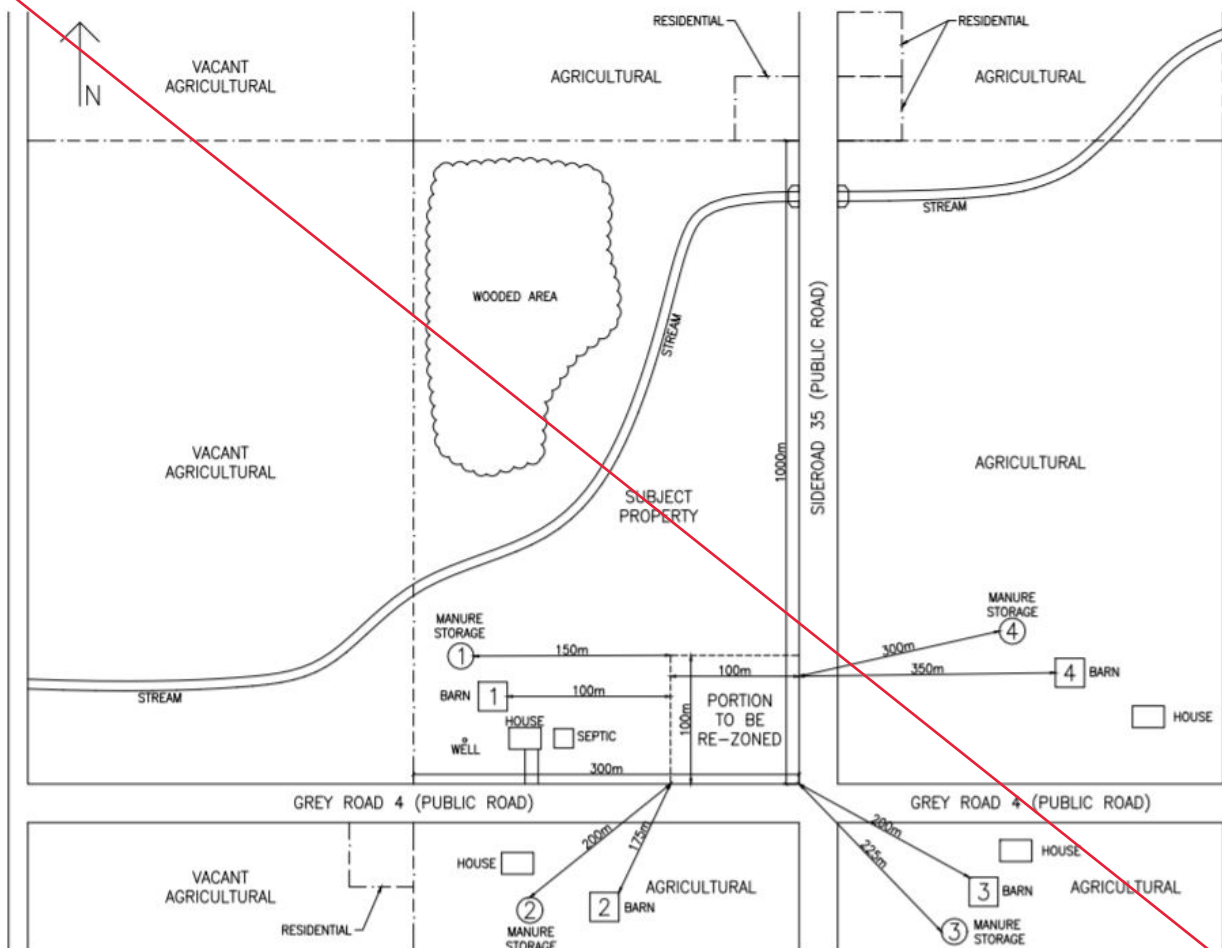 RESIDENTIAL
RESIDENTIAL
VACANT
AGRICULTURAL
AGRICULTURAL
AGRICULTURAL
N
STREAM
WOODED AREA
STREAM
SIDEROAD 35 (PUBLIC ROAD)
1000m
VACANT
AGRICULTURAL
AGRICULTURAL
SUBJECT
PROPERTY
MANURE
STORAGE
1
150m
MANURE
STORAGE
4
300m
100m
350m
4
BARN
STREAM
BARN
1
100m
100m
PORTION
TO BE
RE-ZONED
HOUSE
WELL
SEPTIC
HOUSE
300m
GREY ROAD 4 (PUBLIC ROAD)
GREY ROAD 4 (PUBLIC ROAD)
200m
175m
200m
225m
HOUSE
HOUSE
VACANT
AGRICULTURAL
AGRICULTURAL
AGRICULTURAL
2
2
BARN
3
BARN
RESIDENTIAL
MANURE
STORAGE
3
MANURE
STORAGE